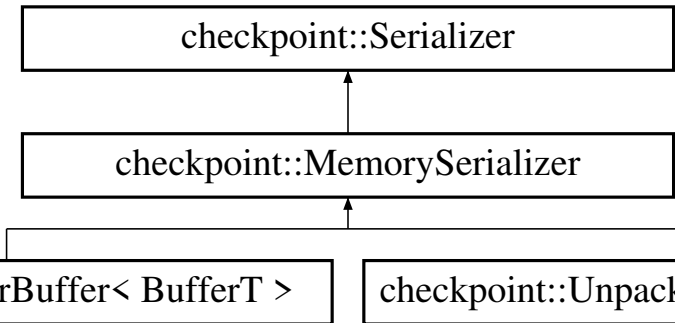 checkpoint::Serializer
checkpoint::MemorySerializer
rBuffer< BufferT >
checkpoint::Unpack